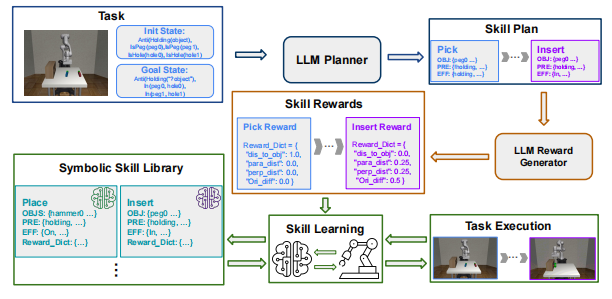 Task
Init State:
Anti(Holding(object),
IsPeg(peg0),IsPeg(peg1),
IsHole(hole0), IsHole(hole1)
Goal State:
Anti(Holding("?object"),
In(peg0, hole0),
In(peg1, hole1)
LLM Planner
Skill Plan
Pick
OBJ: {peg0 ...}
PRE: {!holding, ...}
EFF: {holding, ...}
...
Insert
OBJ: {peg0 ...}
PRE: {holding, ...}
EFF: {In, ...}
Skill Rewards
Pick Reward
Reward_Dict = {
"dis_to_obj": 1.0,
"para_dist": 0.0,
"perp_dist": 0.0,
"Ori_diff": 0.0 }
...
Insert Reward
Reward_Dict = {
"dis_to_obj": 0.0,
"para_dist": 0.25,
"perp_dist": 0.25,
"Ori_diff": 0.5 }
LLM Reward
Generator
Symbolic Skill Library
Place
OBJS: {hammer0 ...}
PRE: {holding, ...}
EFF: {On, ...}
Reward_Dict: {...}
Insert
OBJ: {peg0 ...}
PRE: {holding, ...}
EFF: {In, ...}
Reward_Dict: {...}
Skill Learning
Task Execution
...